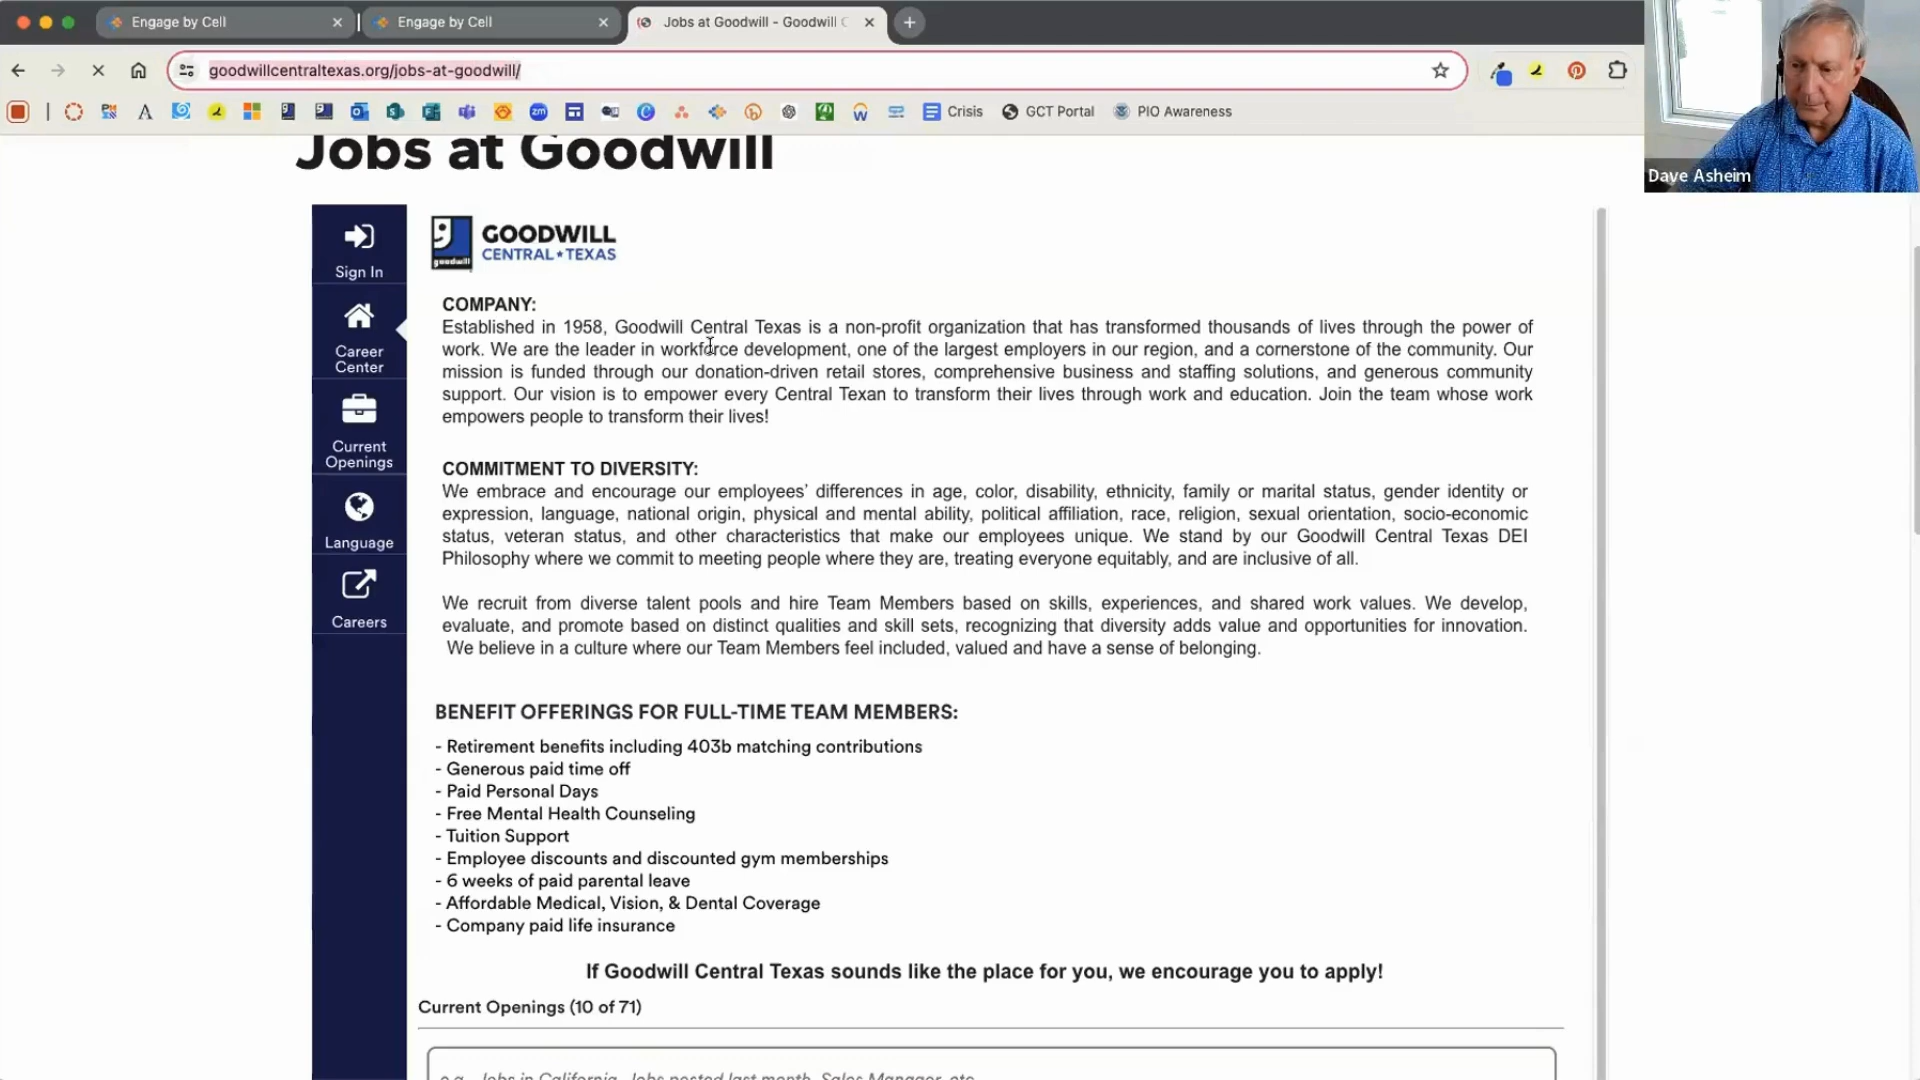 Engage by Cell
Engage by Cell
Jobs at Goodwill - Goodwill C
goodwillcentraltexas.org/jobs-at-goodwill/
Crisis
GCT Portal
PIO Awareness
Dave Asheim
Jobs at Goodwill
Sign In
Career
Center
Current
Openings
Language
Careers
goodwill
GOODWILL
CENTRAL★TEXAS
COMPANY:
Established in 1958, Goodwill Central Texas is a non-profit organization that has transformed thousands of lives through the power of
work. We are the leader in workforce development, one of the largest employers in our region, and a cornerstone of the community. Our
mission is funded through our donation-driven retail stores, comprehensive business and staffing solutions, and generous community
support. Our vision is to empower every Central Texan to transform their lives through work and education. Join the team whose work
empowers people to transform their lives!
COMMITMENT TO DIVERSITY:
We embrace and encourage our employees’ differences in age, color, disability, ethnicity, family or marital status, gender identity or
expression, language, national origin, physical and mental ability, political affiliation, race, religion, sexual orientation, socio-economic
status, veteran status, and other characteristics that make our employees unique. We stand by our Goodwill Central Texas DEI
Philosophy where we commit to meeting people where they are, treating everyone equitably, and are inclusive of all.
We recruit from diverse talent pools and hire Team Members based on skills, experiences, and shared work values. We develop,
evaluate, and promote based on distinct qualities and skill sets, recognizing that diversity adds value and opportunities for innovation.
We believe in a culture where our Team Members feel included, valued and have a sense of belonging.
BENEFIT OFFERINGS FOR FULL-TIME TEAM MEMBERS:
- Retirement benefits including 403b matching contributions
- Generous paid time off
- Paid Personal Days
- Free Mental Health Counseling
- Tuition Support
- Employee discounts and discounted gym memberships
- 6 weeks of paid parental leave
- Affordable Medical, Vision, & Dental Coverage
- Company paid life insurance
If Goodwill Central Texas sounds like the place for you, we encourage you to apply!
Current Openings (10 of 71)
e.g., Jobs in California, Jobs posted last month, Sales Manager, etc.